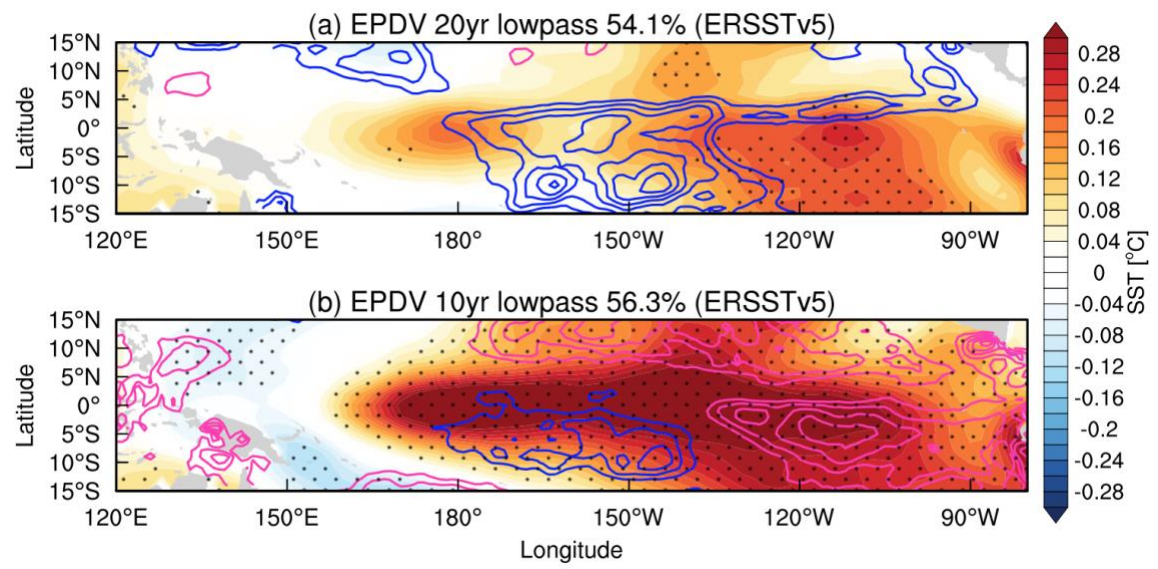 (a) EPDV 20yr lowpass 54.1% (ERSSTv5)
15°N
10°N
5°N
0°
5°S
10°S
15°S
Latitude
120°E 150°E 180° 150°W 120°W 90°W
(b) EPDV 10yr lowpass 56.3% (ERSSTv5)
15°N
10°N
5°N
0°
5°S
10°S
15°S
Latitude
120°E 150°E 180° 150°W 120°W 90°W
Longitude
0.28
0.24
0.2
0.16
0.12
0.08
0.04
0
-0.04
-0.08
-0.12
-0.16
-0.2
-0.24
-0.28
SST [°C]